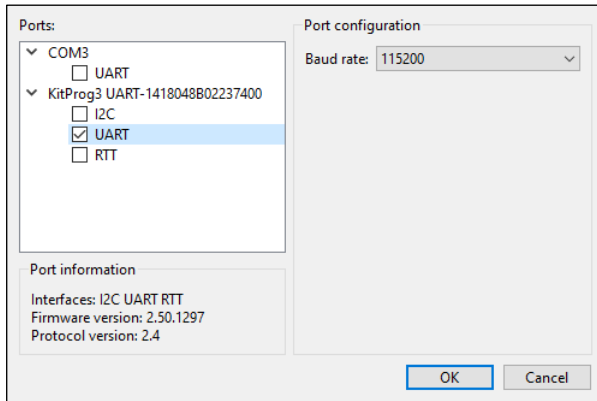 Ports:
COM3
UART
KitProg3 UART-1418048B02237400
I2C
UART
RTT
Port configuration
Baud rate: 115200
Port information
Interfaces: I2C UART RTT
Firmware version: 2.50.1297
Protocol version: 2.4
OK Cancel